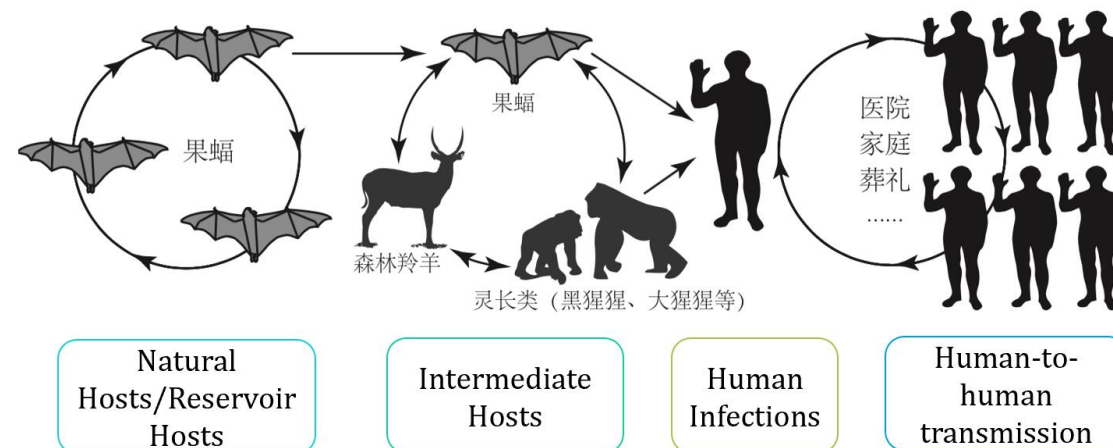 果蝠
果蝠
森林羚羊
灵长类（黑猩猩、大猩猩等）
医院
家庭
葬礼
……
Natural
Hosts/Reservoir
Hosts
Intermediate
Hosts
Human
Infections
Human-to-
human
transmission